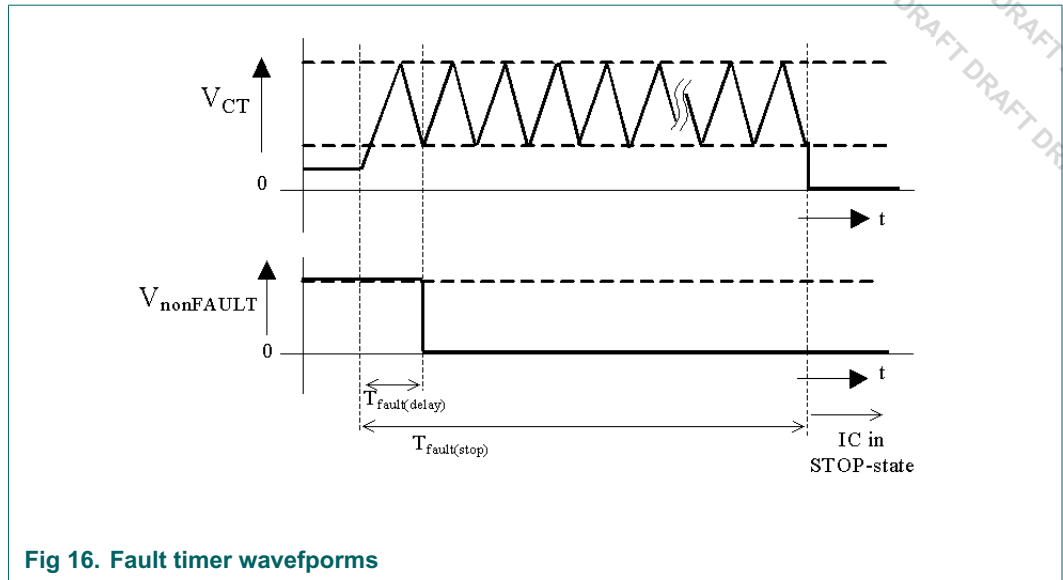 DRAFT DRAFT
DRAFT
DRAFT DRAFT DR
V_CT
0
t
V_nonFAULT
0
t
T_fault(delay)
T_fault(stop)
IC in
STOP-state
Fig 16. Fault timer wavefporms